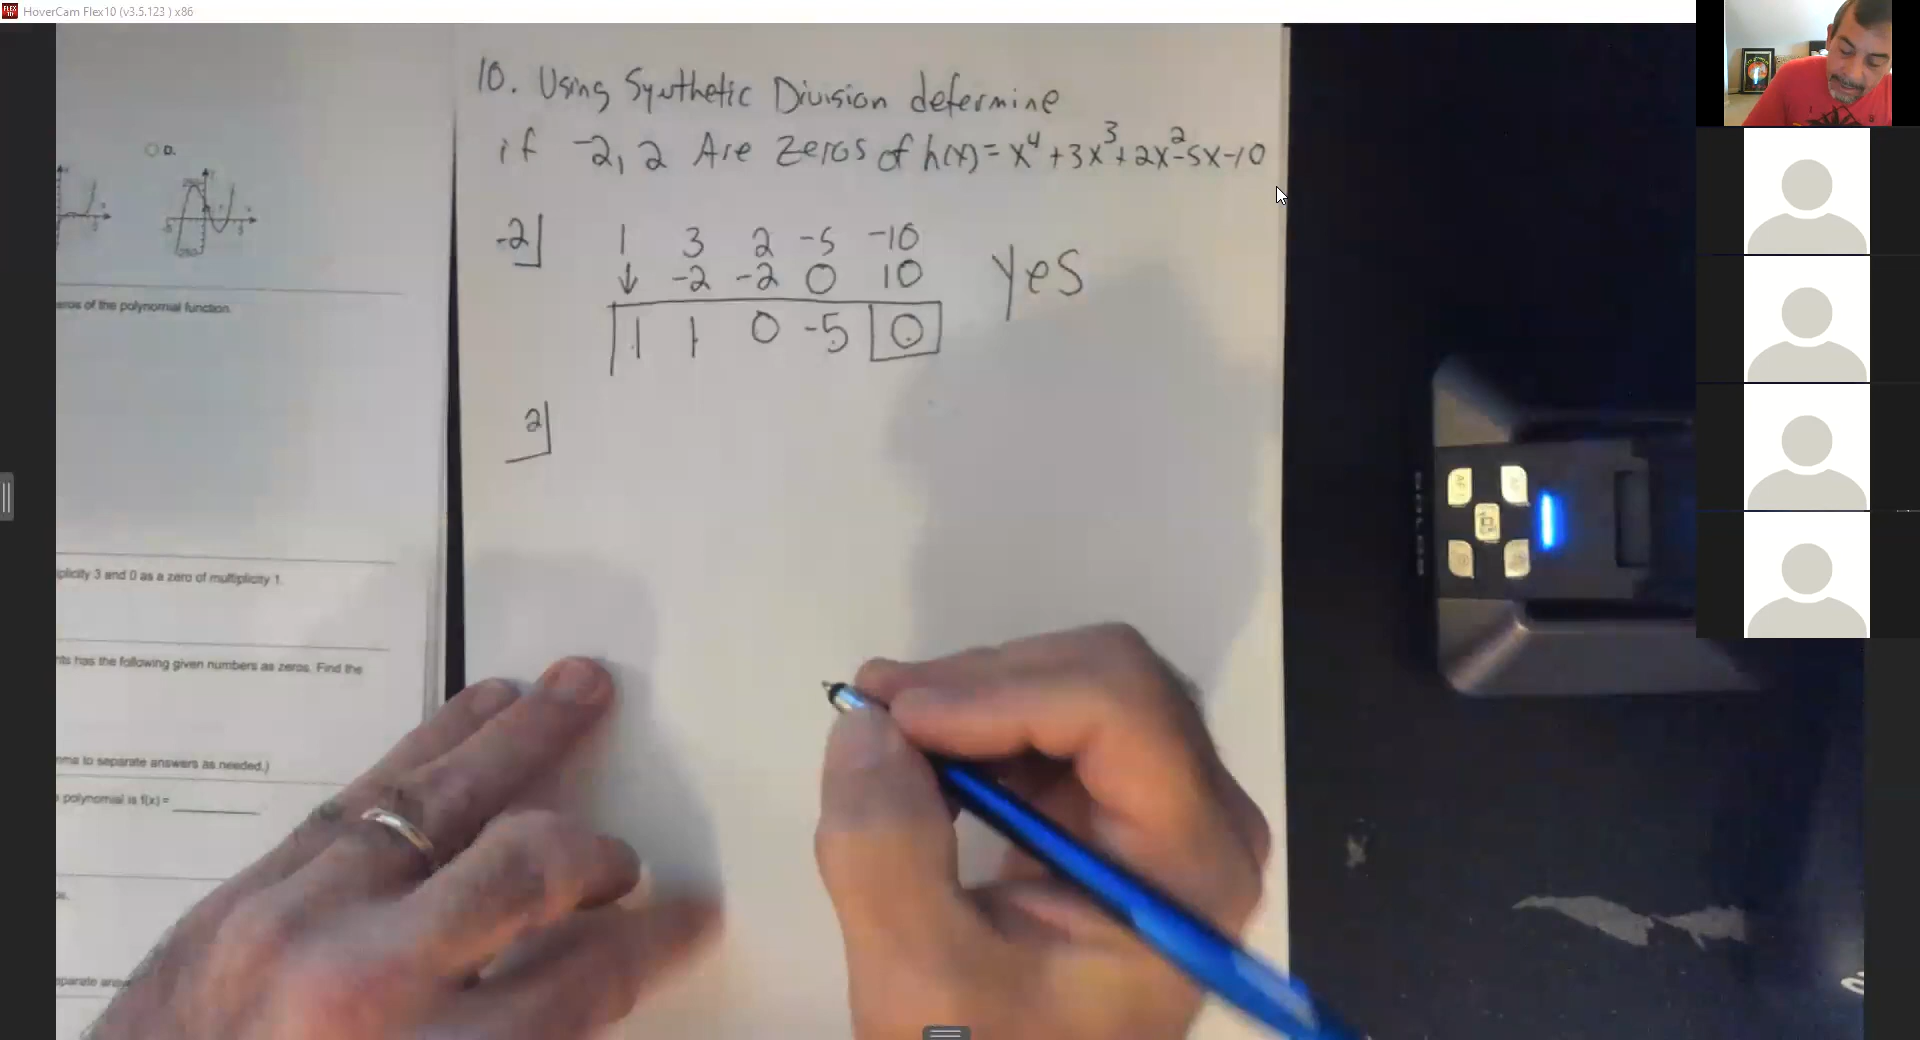 HoverCam Flex10 (v3.5.123 ) x86
10. Using Synthetic Division determine
if -2, 2 Are Zeros of h(x) = x⁴ + 3x³ + 2x² - 5x - 10
-2 1 3 2 -5 -10
↓ -2 -2 0 10 Yes
1 1 0 -5 0
2
D.
of the polynomial function.
3 and 0 as a zero of multiplicity 1.
has the following given numbers as zeros. Find the
to separate answers as needed.)
polynomial is f(x) =